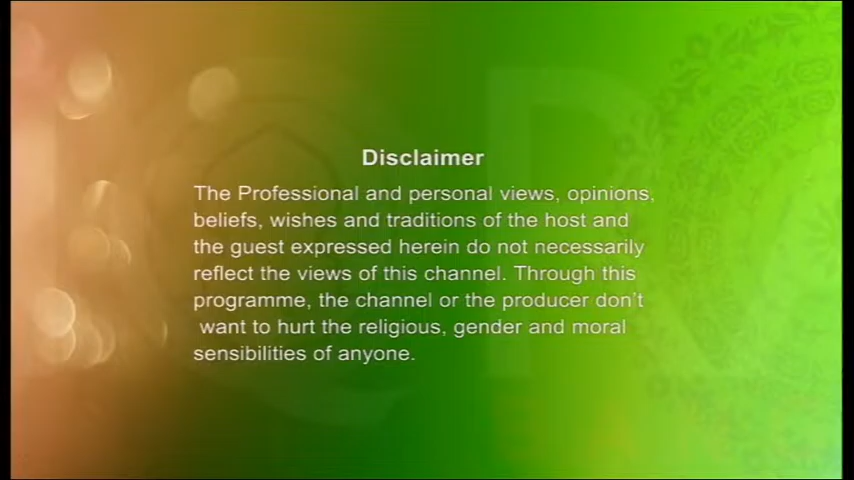 Disclaimer
The Professional and personal views, opinions,
beliefs, wishes and traditions of the host and
the guest expressed herein do not necessarily
reflect the views of this channel. Through this
programme, the channel or the producer don't
want to hurt the religious, gender and moral
sensibilities of anyone.